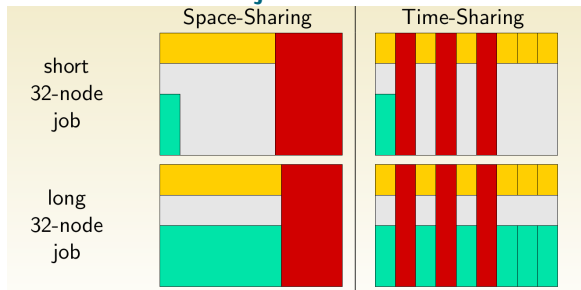 Space-Sharing
Time-Sharing
short
32-node
job
long
32-node
job